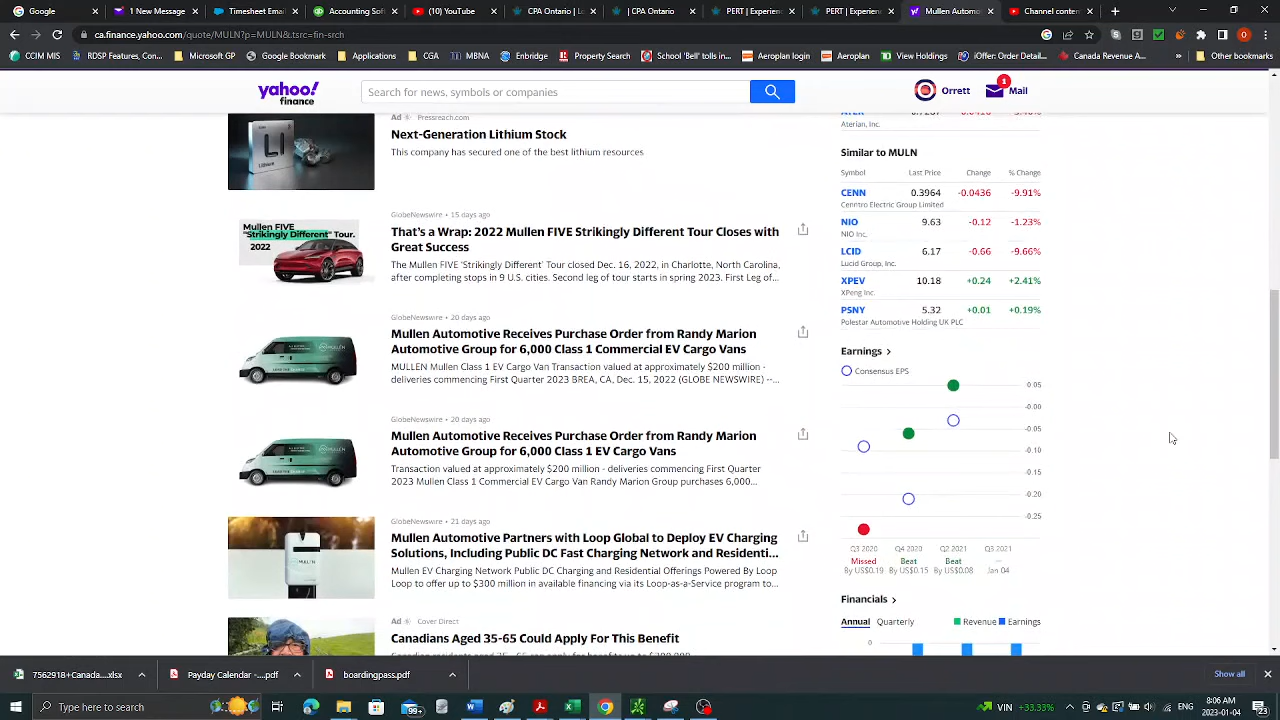 Google
1 Message
Timesheet Email
Accounting Sof
(10) YouTube
CPA Ontario | L
| CPA Ontario
PERT | Experien
PERT |
Mullen Automo
Channel conten
ca.finance.yahoo.com/quote/MULN?p=MULN&.tsrc=fin-srch
CCIM MS
RDSP Features, Con...
Microsoft GP
Applications
CGA
MBNA
Enbridge
Property Search
School 'Bell' tolls in...
Aeroplan login
Aeroplan
View Holdings
iOffer Order Detail...
Canada Revenue A...
»
Other bookmarks
yahoo!
finance
Search for news, symbols or companies
Orrett
1
Mail
Ad
Pressreach.com
Next-Generation Lithium Stock
This company has secured one of the best lithium resources
GlobeNewswire • 15 days ago
Mullen FIVE
"Strikingly Different" Tour.
2022
That's a Wrap: 2022 Mullen FIVE Strikingly Different Tour Closes with
Great Success
The Mullen FIVE 'Strikingly Different' Tour closed Dec. 16, 2022, in Charlotte, North Carolina,
after completing stops in 9 U.S. cities. Second leg of tour starts in spring 2023. First Leg of...
GlobeNewswire • 20 days ago
Mullen Automotive Receives Purchase Order from Randy Marion
Automotive Group for 6,000 Class 1 Commercial EV Cargo Vans
MULLEN Mullen Class 1 EV Cargo Van Transaction valued at approximately $200 million -
deliveries commencing First Quarter 2023 BREA, CA. Dec. 15, 2022 (GLOBE NEWSWIRE) --...
GlobeNewswire • 20 days ago
Mullen Automotive Receives Purchase Order from Randy Marion
Automotive Group for 6,000 Class 1 EV Cargo Vans
Transaction valued at approximately $200 million - deliveries commencing First Quarter
2023 Mullen Class 1 EV Cargo Van Randy Marion Group purchases 6,000...
GlobeNewswire • 21 days ago
Mullen Automotive Partners with Loop Global to Deploy EV Charging
Solutions, Including Public DC Fast Charging Network and Residenti...
Mullen EV Charging Network Public DC Charging and Residential Offerings Powered By Loop
Loop to offer up to $300 million in available financing via its Loop-as-a-Service program to...
Ad
Cover Direct
Canadians Aged 35-65 Could Apply For This Benefit
Aterian, Inc.
Similar to MULN
Symbol Last Price Change % Change
CENN 0.3964 -0.0436 -9.91%
Cenntro Electric Group Limited
NIO 9.63 -0.12 -1.23%
NIO Inc.
LCID 6.17 -0.66 -9.66%
Lucid Group, Inc.
XPEV 10.18 +0.24 +2.41%
XPeng Inc.
PSNY 5.32 +0.01 +0.19%
Polestar Automotive Holding UK PLC
Earnings
Consensus EPS
0.05
-0.00
-0.05
-0.10
-0.15
-0.20
-0.25
Q3 2020 Q4 2020 Q2 2021 Q3 2021
Missed Beat Beat —
By US$0.19 By US$0.15 By US$0.08 Jan 04
Financials
Annual Quarterly Revenue Earnings
0
Payday Calendar -....pdf
boardingpass.pdf
Show all
Type here to search
99+
VIN +33.33%
8:06 AM
2023-01-04